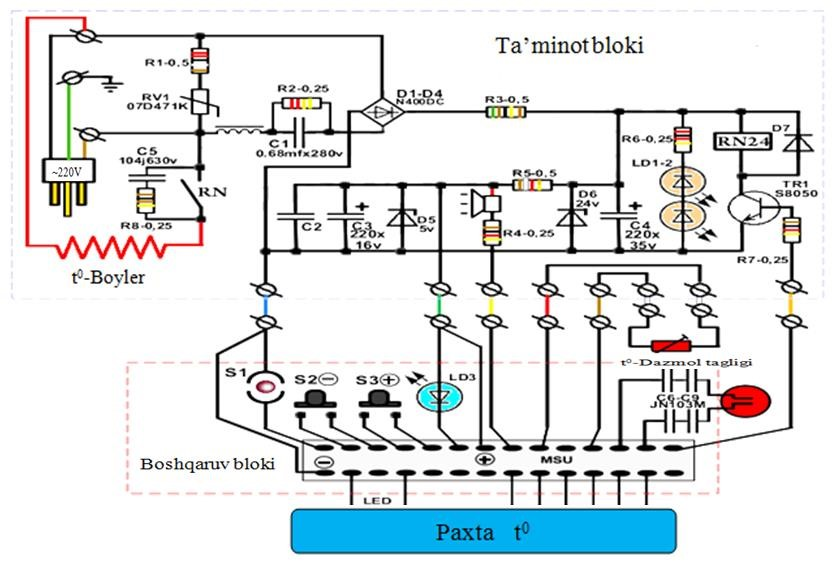 Ta’minot bloki
R1-0,5
RV1
07D471K
R2-0,25
C1
0.68mfx280v
D1-D4
N400DC
R3-0,5
R6-0,25
RN24
D7
C5
104j630v
RN
R8-0,25
~220V
LD1-2
R5-0,5
D6
24v
TR1
S8050
C2
+
C3
220x
16v
D5
5v
R4-0,25
+
C4
220x
35v
R7-0,25
t⁰-Boyler
t⁰-Dazmol tagligi
S1
S2
S3
LD3
C6-C9
JN103M
Boshqaruv bloki
MSU
LED
Paxta t⁰